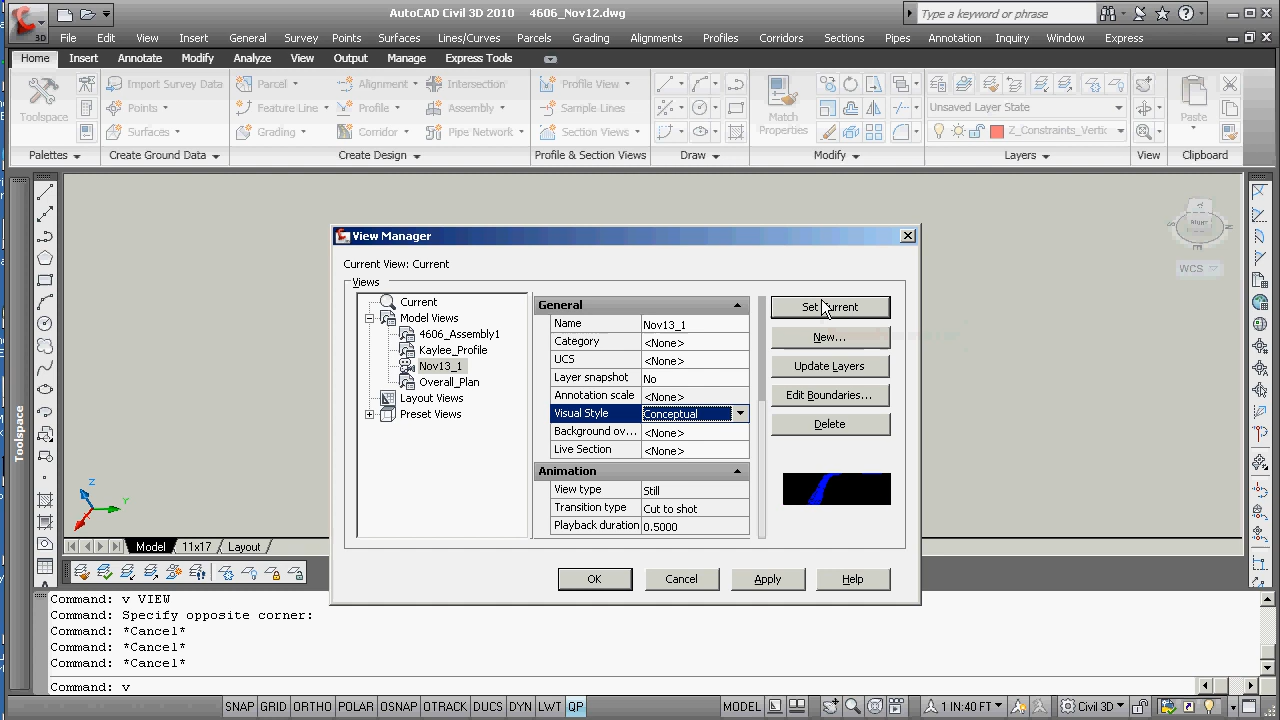 AutoCAD Civil 3D 2010 4606_Nov12.dwg
Type a keyword or phrase
3D
File Edit View Insert General Survey Points Surfaces Lines/Curves Parcels Grading Alignments Profiles Corridors Sections Pipes Annotation Inquiry Window Express
Home Insert Annotate Modify Analyze View Output Manage Express Tools
Toolspace
Import Survey Data
Points
Surfaces
Parcel
Feature Line
Grading
Alignment
Profile
Corridor
Intersection
Assembly
Pipe Network
Profile View
Sample Lines
Section Views
Match Properties
Unsaved Layer State
Z_Constraints_Vertic
Paste
Palettes Create Ground Data Create Design Profile & Section Views Draw Modify Layers View Clipboard
WCS
Toolspace
View Manager
Current View: Current
Views
Current
Model Views
4606_Assembly1
Kaylee_Profile
Nov13_1
Overall_Plan
Layout Views
Preset Views
General
Name Nov13_1
Category <None>
UCS <None>
Layer snapshot No
Annotation scale <None>
Visual Style Conceptual
Background ov... <None>
Live Section <None>
Animation
View type Still
Transition type Cut to shot
Playback duration 0.5000
Set Current
New...
Update Layers
Edit Boundaries...
Delete
OK Cancel Apply Help
Z
Y
X
Model 11x17 Layout
Command: v VIEW
Command: Specify opposite corner:
Command: *Cancel*
Command: *Cancel*
Command: *Cancel*
Command: v
SNAP GRID ORTHO POLAR OSNAP OTRACK DUCS DYN LWT QP MODEL 1 IN:40 FT Civil 3D